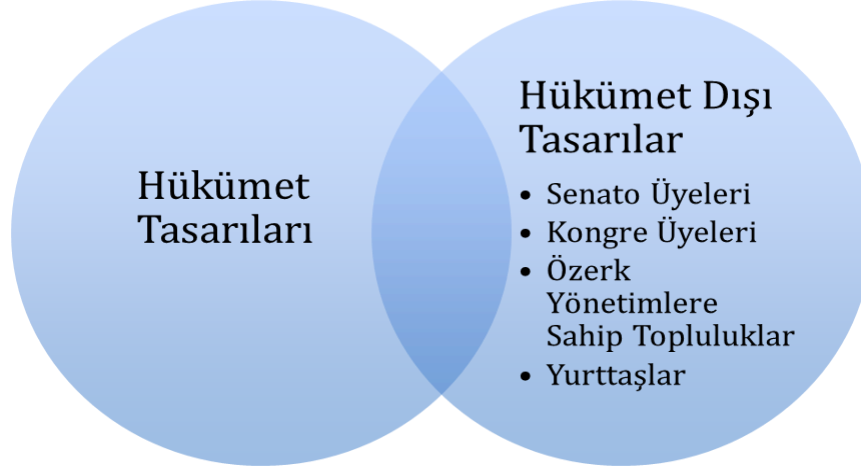 Hükümet
Tasarıları
Hükümet Dışı
Tasarılar
• Senato Üyeleri
• Kongre Üyeleri
• Özerk
Yönetimlere
Sahip Topluluklar
• Yurttaşlar